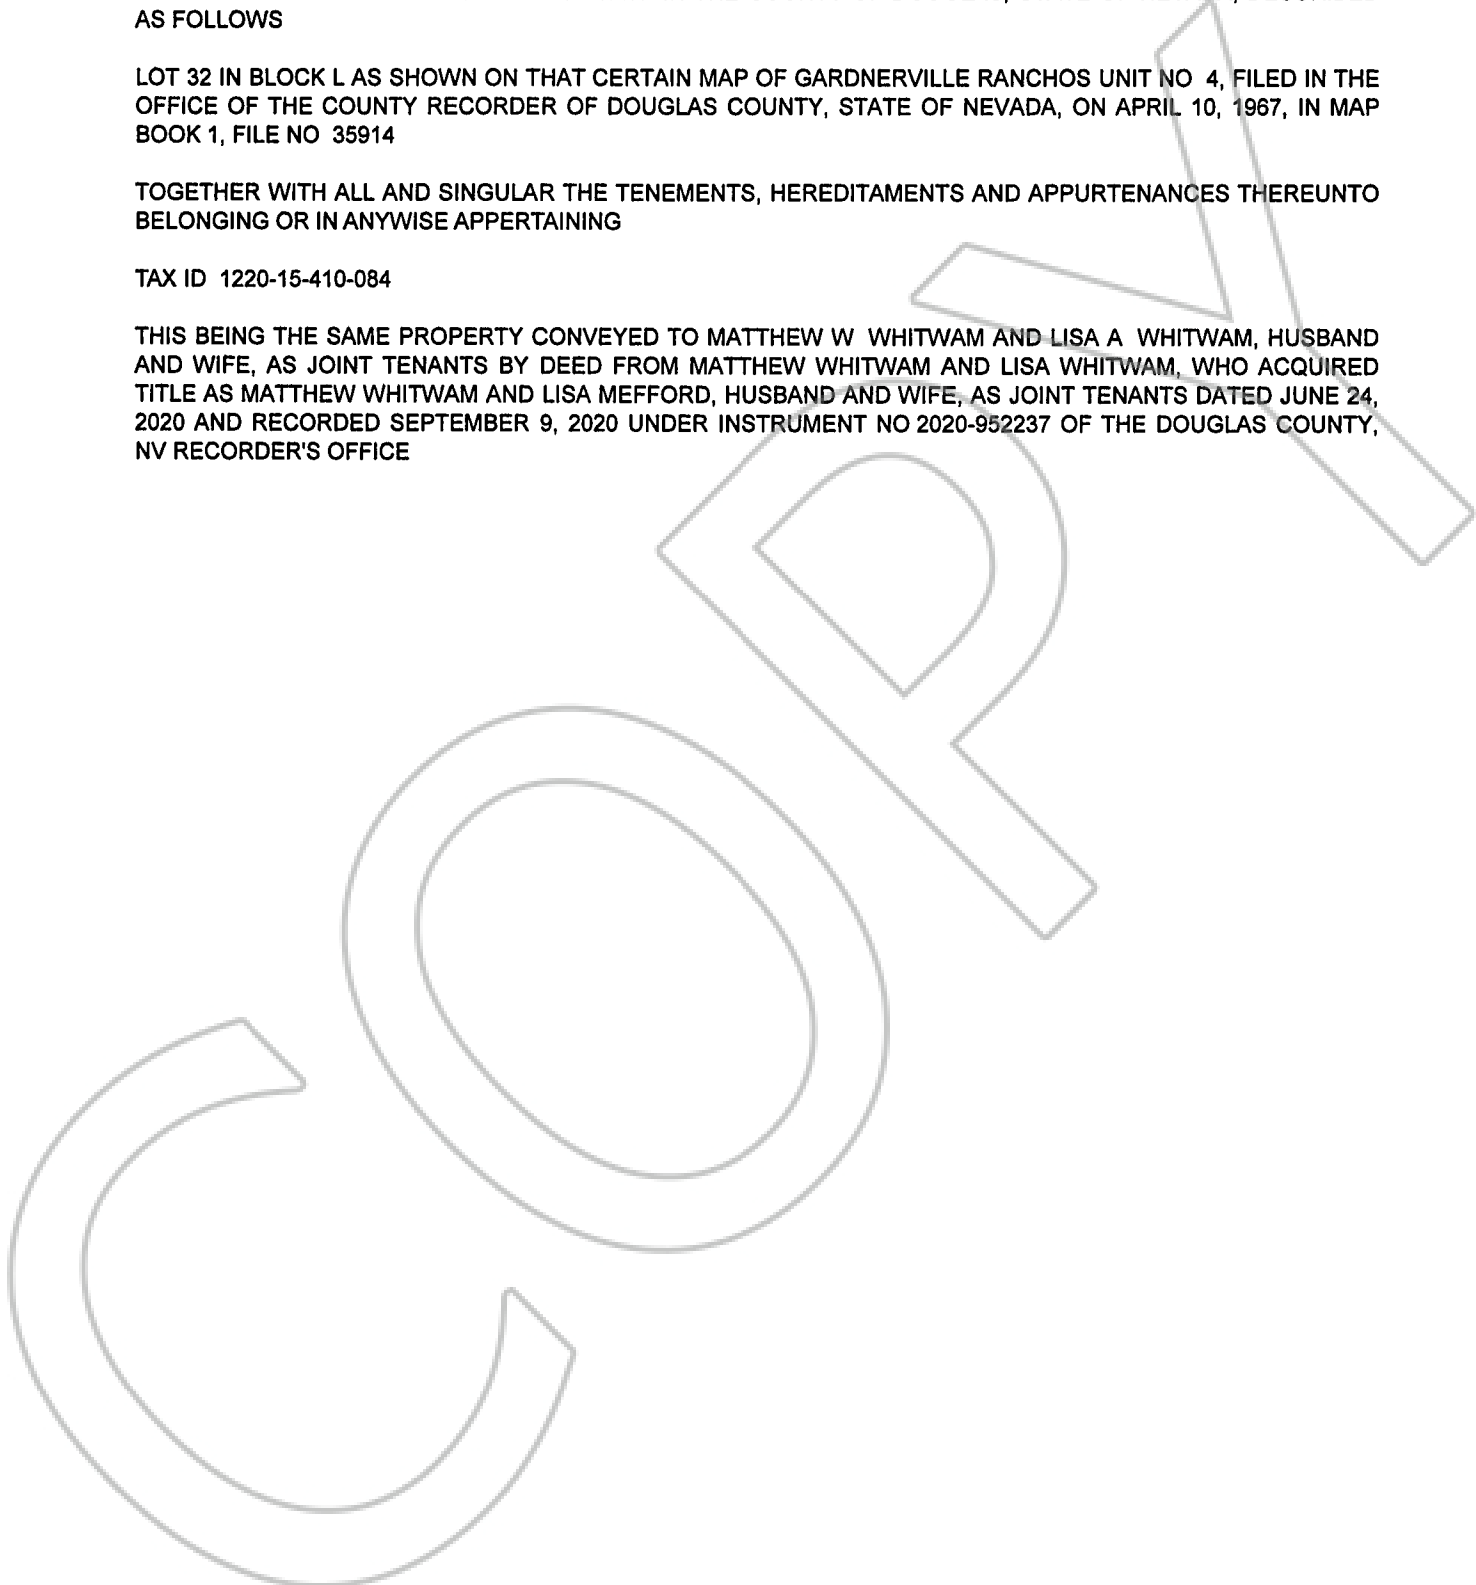 AS FOLLOWS
LOT 32 IN BLOCK L AS SHOWN ON THAT CERTAIN MAP OF GARDNERVILLE RANCHOS UNIT NO 4, FILED IN THE
OFFICE OF THE COUNTY RECORDER OF DOUGLAS COUNTY, STATE OF NEVADA, ON APRIL 10, 1967, IN MAP
BOOK 1, FILE NO 35914
TOGETHER WITH ALL AND SINGULAR THE TENEMENTS, HEREDITAMENTS AND APPURTENANCES THEREUNTO
BELONGING OR IN ANYWISE APPERTAINING
TAX ID 1220-15-410-084
THIS BEING THE SAME PROPERTY CONVEYED TO MATTHEW W WHITWAM AND LISA A WHITWAM, HUSBAND
AND WIFE, AS JOINT TENANTS BY DEED FROM MATTHEW WHITWAM AND LISA WHITWAM, WHO ACQUIRED
TITLE AS MATTHEW WHITWAM AND LISA MEFFORD, HUSBAND AND WIFE, AS JOINT TENANTS DATED JUNE 24,
2020 AND RECORDED SEPTEMBER 9, 2020 UNDER INSTRUMENT NO 2020-952237 OF THE DOUGLAS COUNTY,
NV RECORDER'S OFFICE
COPY